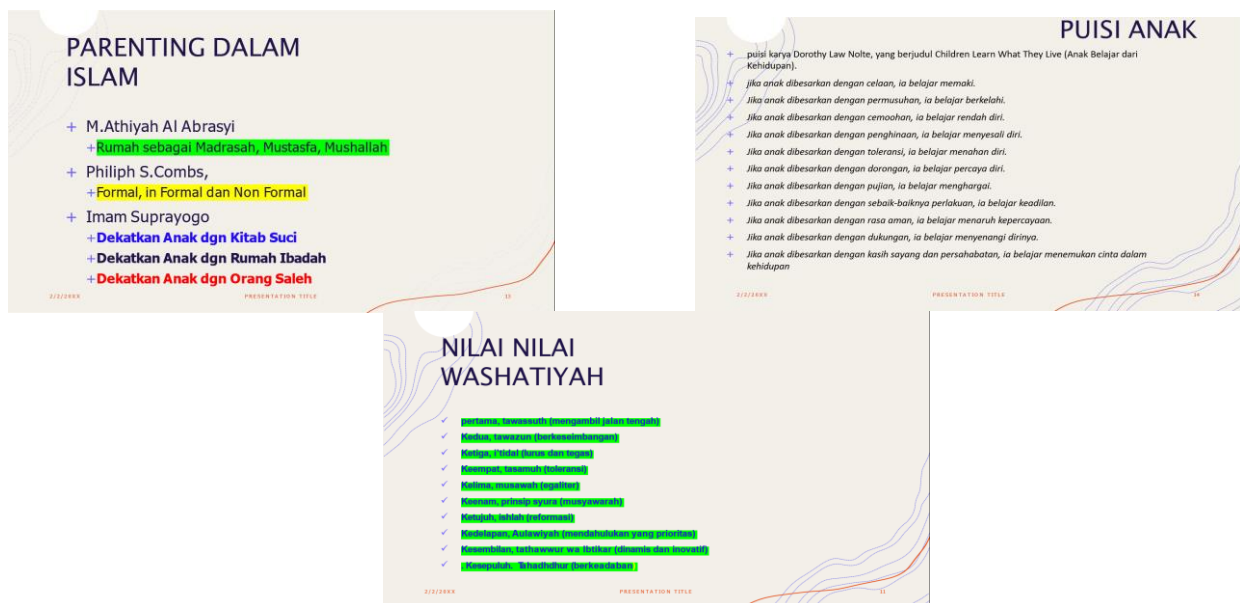 PARENTING DALAM
ISLAM
+ M.Athiyah Al Abrasyi
+Rumah sebagai Madrasah, Mustasfa, Mushallah
+ Philiph S.Combs,
+Formal, in Formal dan Non Formal
+ Imam Suprayogo
+Dekatkan Anak dgn Kitab Suci
+Dekatkan Anak dgn Rumah Ibadah
+Dekatkan Anak dgn Orang Saleh
2/2/20XX PRESENTATION TITLE 13
PUISI ANAK
+ puisi karya Dorothy Law Nolte, yang berjudul Children Learn What They Live (Anak Belajar dari
Kehidupan).
+ jika anak dibesarkan dengan celaan, ia belajar memaki.
+ Jika anak dibesarkan dengan permusuhan, ia belajar berkelahi.
+ Jika anak dibesarkan dengan cemoohan, ia belajar rendah diri.
+ Jika anak dibesarkan dengan penghinaan, ia belajar menyesali diri.
+ Jika anak dibesarkan dengan toleransi, ia belajar menahan diri.
+ Jika anak dibesarkan dengan dorongan, ia belajar percaya diri.
+ Jika anak dibesarkan dengan pujian, ia belajar menghargai.
+ Jika anak dibesarkan dengan sebaik-baiknya perlakuan, ia belajar keadilan.
+ Jika anak dibesarkan dengan rasa aman, ia belajar menaruh kepercayaan.
+ Jika anak dibesarkan dengan dukungan, ia belajar menyenangi dirinya.
+ Jika anak dibesarkan dengan kasih sayang dan persahabatan, ia belajar menemukan cinta dalam
kehidupan
2/2/20XX PRESENTATION TITLE 14
NILAI NILAI
WASHATIYAH
✓ pertama, tawassuth (mengambil jalan tengah)
✓ Kedua, tawazun (berkeseimbangan)
✓ Ketiga, i'tidal (lurus dan tegas)
✓ Keempat, tasamuh (toleransi)
✓ Kelima, musawah (egaliter)
✓ Keenam, prinsip syura (musyawarah)
✓ Ketujuh, ishlah (reformasi)
✓ Kedelapan, Aulawiyah (mendahulukan yang prioritas)
✓ Kesembilan, tathawwur wa Ibtikar (dinamis dan inovatif)
✓ . Kesepuluh. Tahadhdhur (berkeadaban )
2/2/20XX PRESENTATION TITLE 11